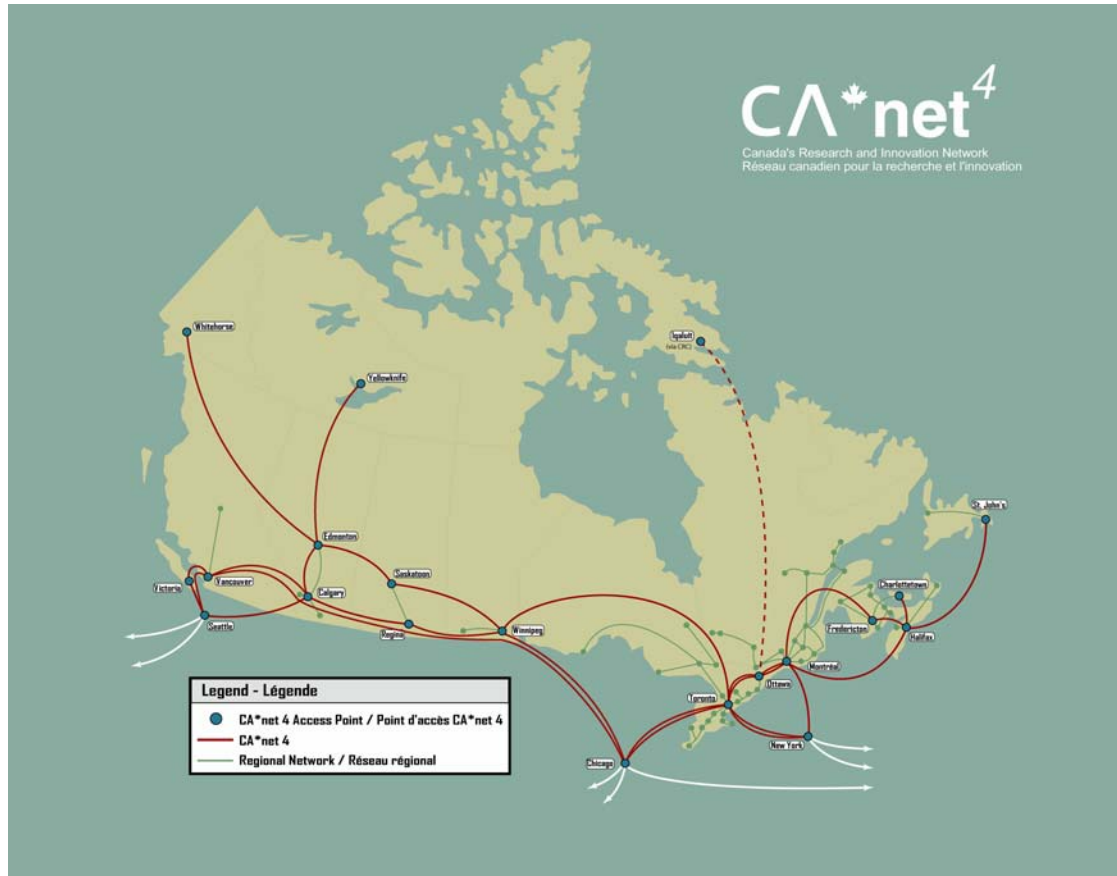 CA*net 4
Canada's Research and Innovation Network
Réseau canadien pour la recherche et l'innovation
Whitehorse
Iqaluit
(via CRC)
Yellowknife
St. John's
Edmonton
Saskatoon
Charlottetown
Victoria
Vancouver
Calgary
Seattle
Regina
Winnipeg
Fredericton
Halifax
Montréal
Ottawa
Toronto
New York
Chicago
Legend - Légende
CA*net 4 Access Point / Point d'accès CA*net 4
CA*net 4
Regional Network / Réseau régional